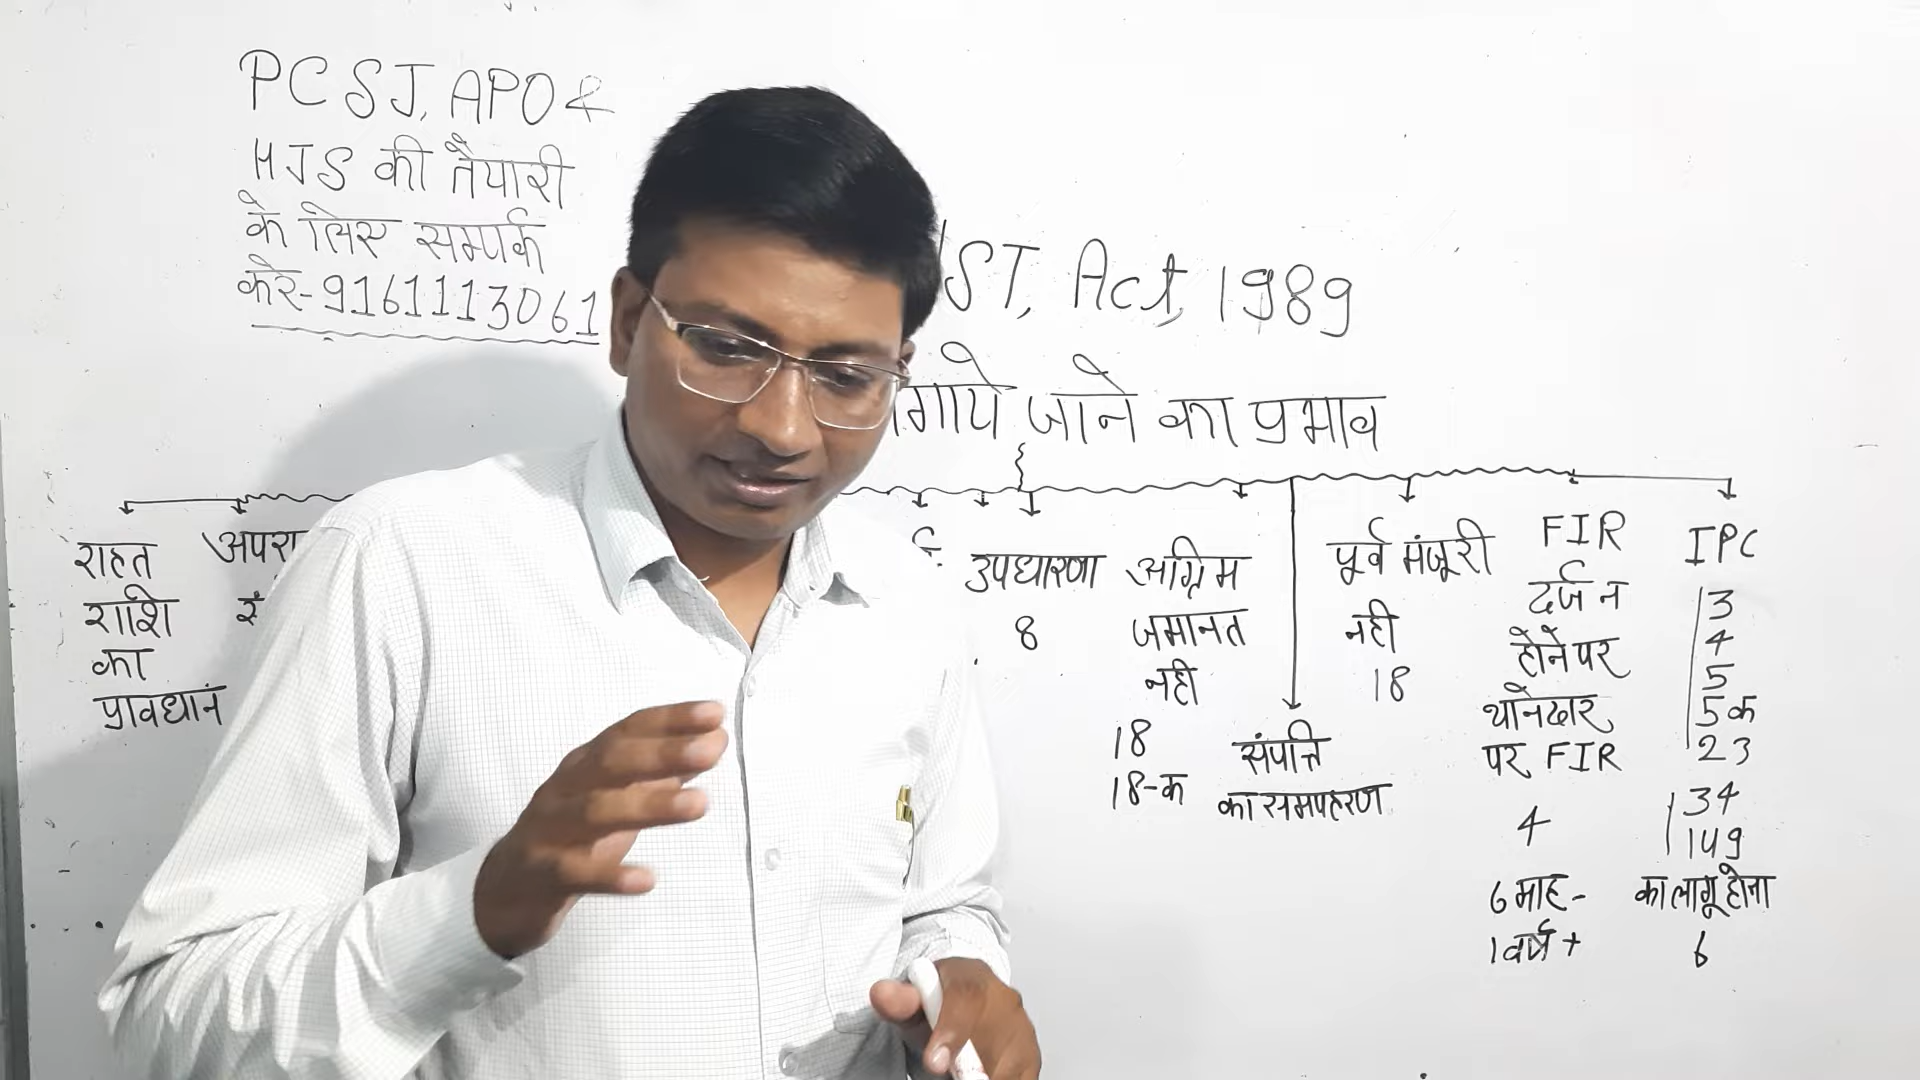 PCSJ, APO &
HJS की तैयारी
के लिए सम्पर्क
करे-9161113061
/ST, Act, 1989
गाये जाने का प्रभाव
राहत
राशि
का
प्रावधान
अपरा
उपधारणा
8
अग्रिम
जमानत
नही
18
18-क
संपत्ति
का समपहरण
पूर्व मंजूरी
नही
18
FIR
दर्ज न
होने पर
थानेदार
पर FIR
4
6 माह-
1 वर्ष +
IPC
3
4
5
5क
23
34
149
का लागू होना
6